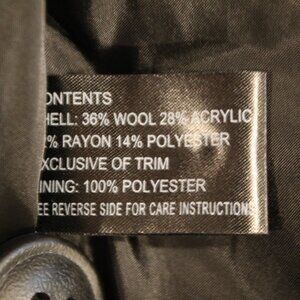 ONTENTS
HELL: 36% WOOL 28% ACRYLIC
% RAYON 14% POLYESTER
EXCLUSIVE OF TRIM
INING: 100% POLYESTER
EE REVERSE SIDE FOR CARE INSTRUCTIONS